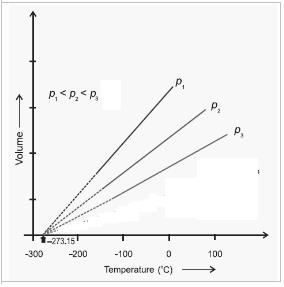 p₁
p₁ < p₂ < p₃
p₂
p₃
Volume
–273.15
-300 -200 -100 0 100
Temperature (°C)